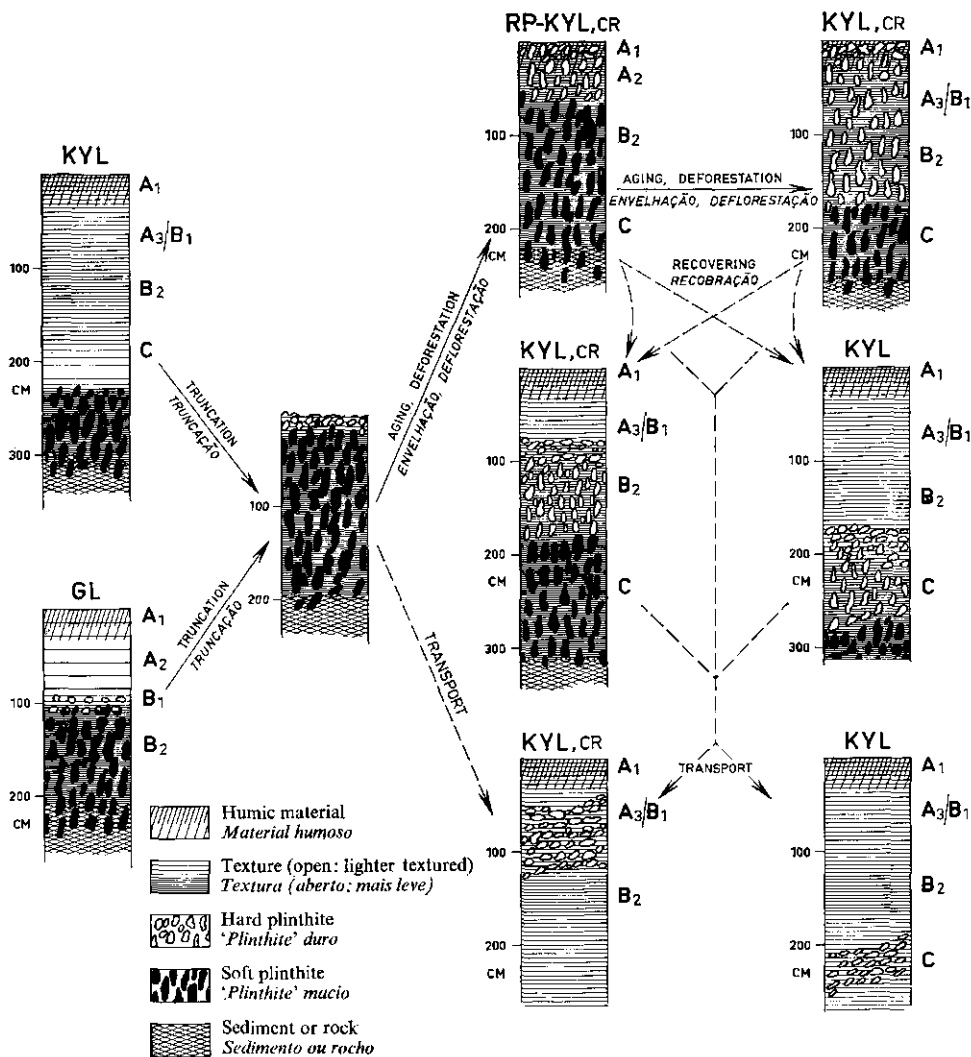 RP-KYL,CR
A1
A2
B2
C
100
200
CM
KYL,CR
A1
A3/B1
B2
C
100
200
CM
KYL
A1
A3/B1
B2
C
100
200
CM
300
AGING, DEFORESTATION
ENVELHAÇÃO, DEFLORESTAÇÃO
RECOVERING
RECOBRAÇÃO
AGING, DEFORESTATION
ENVELHAÇÃO, DEFLORESTAÇÃO
TRUNCATION
TRUNCAÇÃO
100
200
KYL,CR
A1
A3/B1
B2
C
100
200
CM
300
KYL
A1
A3/B1
B2
100
200
CM
300
GL
A1
A2
B1
B2
100
200
CM
TRUNCATION
TRUNCAÇÃO
TRANSPORT
KYL,CR
A1
A3/B1
B2
100
200
CM
TRANSPORT
KYL
A1
A3/B1
B2
C
100
200
CM
Humic material
Material humoso
Texture (open: lighter textured)
Textura (aberto: mais leve)
Hard plinthite
'Plinthite' duro
Soft plinthite
'Plinthite' macio
Sediment or rock
Sedimento ou rocho